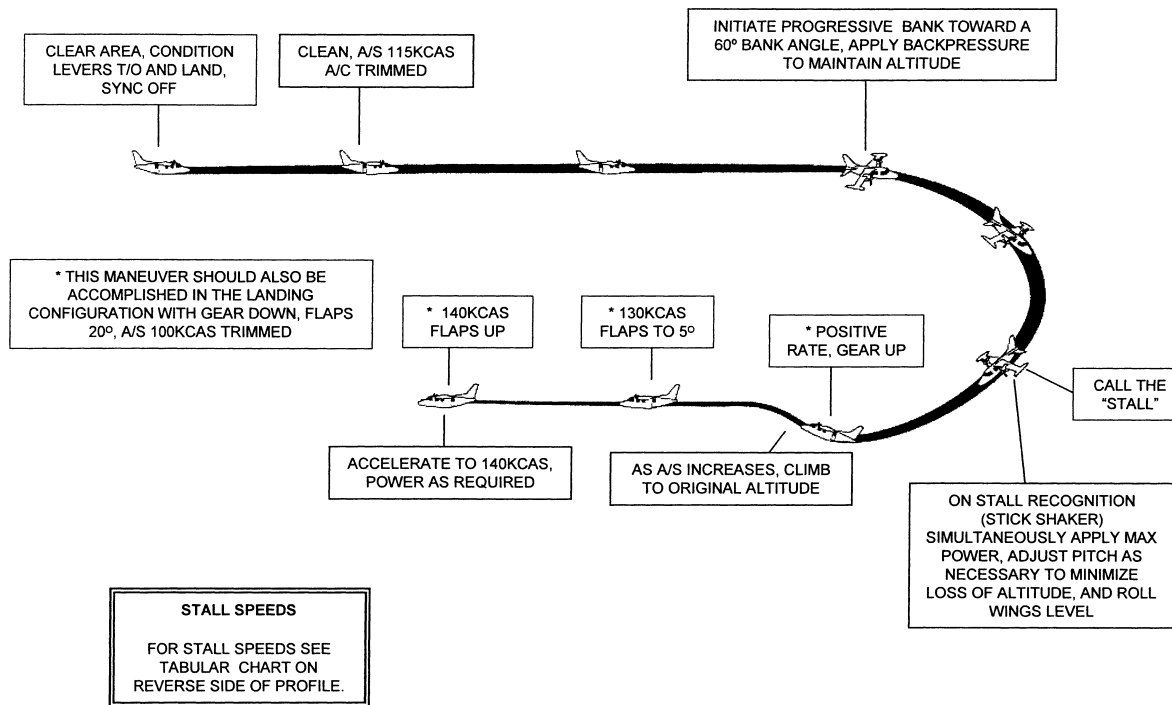 CLEAR AREA, CONDITION
LEVERS T/O AND LAND,
SYNC OFF
CLEAN, A/S 115KCAS
A/C TRIMMED
INITIATE PROGRESSIVE BANK TOWARD A
60º BANK ANGLE, APPLY BACKPRESSURE
TO MAINTAIN ALTITUDE
* THIS MANEUVER SHOULD ALSO BE
ACCOMPLISHED IN THE LANDING
CONFIGURATION WITH GEAR DOWN, FLAPS
20º, A/S 100KCAS TRIMMED
* 140KCAS
FLAPS UP
* 130KCAS
FLAPS TO 5º
* POSITIVE
RATE, GEAR UP
CALL THE
"STALL"
ACCELERATE TO 140KCAS,
POWER AS REQUIRED
AS A/S INCREASES, CLIMB
TO ORIGINAL ALTITUDE
ON STALL RECOGNITION
(STICK SHAKER)
SIMULTANEOUSLY APPLY MAX
POWER, ADJUST PITCH AS
NECESSARY TO MINIMIZE
LOSS OF ALTITUDE, AND ROLL
WINGS LEVEL
STALL SPEEDS
FOR STALL SPEEDS SEE
TABULAR CHART ON
REVERSE SIDE OF PROFILE.